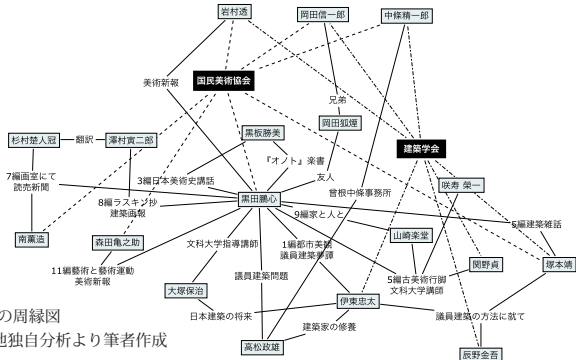 岩村透
岡田信一郎
中條精一郎
国民美術協会
美術新報
兄弟
岡田狐煙
杉村楚人冠
翻訳
澤村寅二郎
黒板勝美
建築学会
『オノト』楽書
7編画室にて
読売新聞
3編日本美術史講話
友人
咲寿 榮一
曾根中條事務所
8編ラスキン抄
建築画報
黒田鵬心
9編家と人と
5編建築雑話
南薫造
森田亀之助
文科大学指導講師
1編都市美観
議員建築夢譚
山崎楽堂
11編藝術と藝術運動
美術新報
議員建築問題
関野貞
塚本靖
5編古美術行脚
文科大学講師
大塚保治
伊東忠太
日本建築の将来
議員建築の方法に就て
の周縁図
建築家の修養
他独自分析より筆者作成
高松政雄
辰野金吾